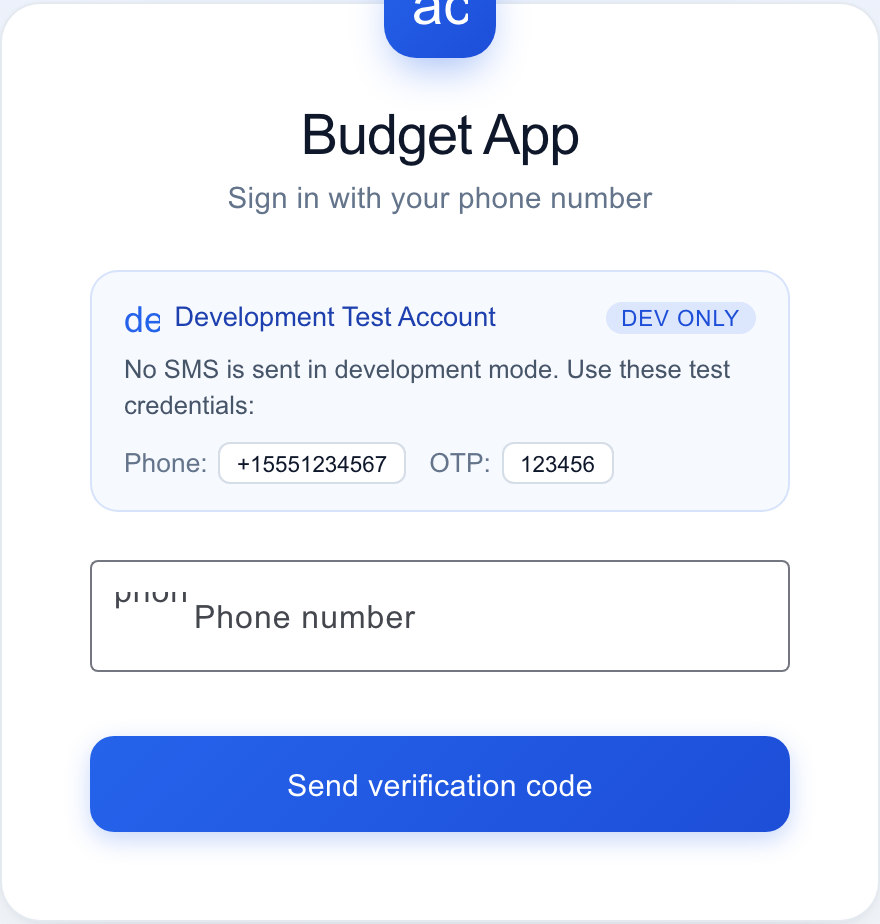 ac
Budget App
Sign in with your phone number
de Development Test Account DEV ONLY
No SMS is sent in development mode. Use these test
credentials:
Phone: +15551234567 OTP: 123456
phon Phone number
Send verification code